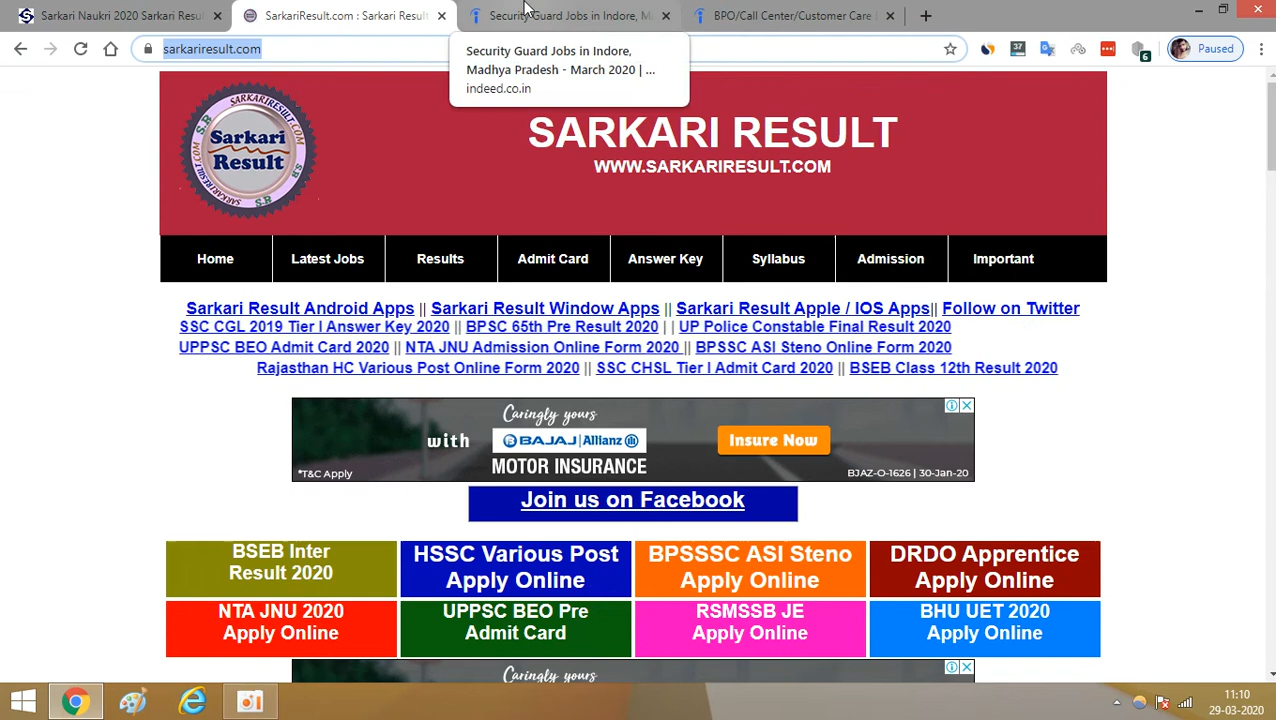 Sarkari Naukri 2020 Sarkari Resul
SarkariResult.com : Sarkari Result
Security Guard Jobs in Indore, Ma
BPO/Call Center/Customer Care
sarkariresult.com
37
6
Paused
Security Guard Jobs in Indore,
Madhya Pradesh - March 2020 | ...
indeed.co.in
Sarkari
Result
SARKARIRESULT.COM
S.R
SARKARIRESULT.COM
S.R
SARKARI RESULT
WWW.SARKARIRESULT.COM
Home Latest Jobs Results Admit Card Answer Key Syllabus Admission Important
Sarkari Result Android Apps || Sarkari Result Window Apps || Sarkari Result Apple / IOS Apps|| Follow on Twitter
SSC CGL 2019 Tier I Answer Key 2020 || BPSC 65th Pre Result 2020 | | UP Police Constable Final Result 2020
UPPSC BEO Admit Card 2020 || NTA JNU Admission Online Form 2020 || BPSSC ASI Steno Online Form 2020
Rajasthan HC Various Post Online Form 2020 || SSC CHSL Tier I Admit Card 2020 || BSEB Class 12th Result 2020
Caringly yours
with BAJAJ | Allianz
MOTOR INSURANCE
Insure Now
*T&C Apply
BJAZ-O-1626 | 30-Jan-20
Join us on Facebook
BSEB Inter
Result 2020
HSSC Various Post
Apply Online
BPSSSC ASI Steno
Apply Online
DRDO Apprentice
Apply Online
NTA JNU 2020
Apply Online
UPPSC BEO Pre
Admit Card
RSMSSB JE
Apply Online
BHU UET 2020
Apply Online
Caringly yours
11:10
29-03-2020